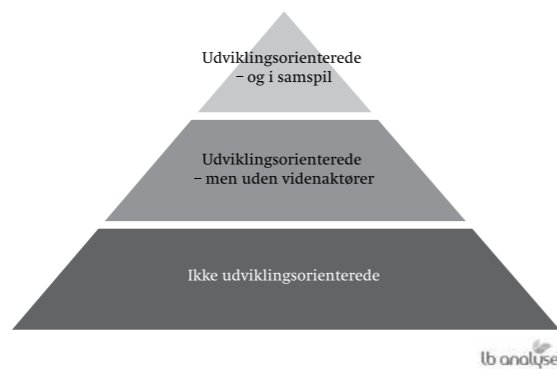 Udviklingsorienterede
– og i samspil
Udviklingsorienterede
– men uden videnaktører
Ikke udviklingsorienterede
lb analyse